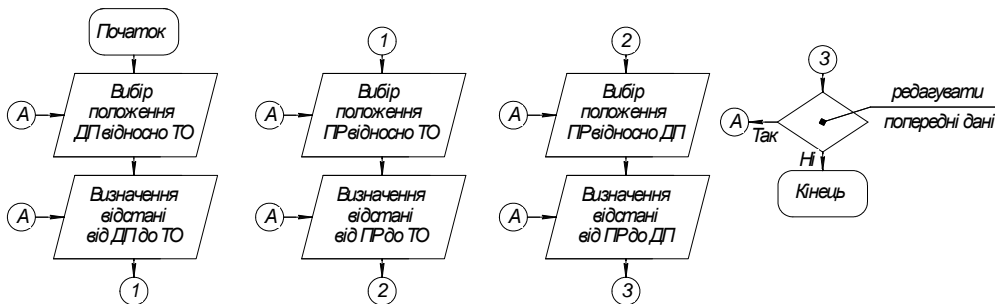 Початок
А
Вибір
положення
ДП відносно ТО
А
Визначення
відстані
від ДП до ТО
1
1
Вибір
положення
ПР відносно ТО
А
Визначення
відстані
від ПР до ТО
2
2
А
Вибір
положення
ПР відносно ДП
А
Визначення
відстані
від ПР до ДП
3
3
редагувати
попередні дані
А
Так
Ні
Кінець